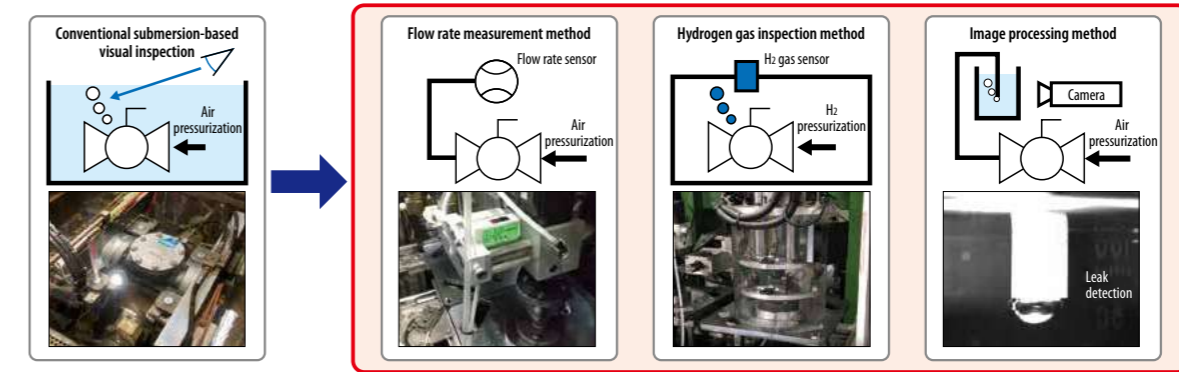 Conventional submersion-based
visual inspection
Air
pressurization
Flow rate measurement method
Flow rate sensor
Air
pressurization
Hydrogen gas inspection method
H2 gas sensor
H2
pressurization
Image processing method
Camera
Air
pressurization
Leak
detection